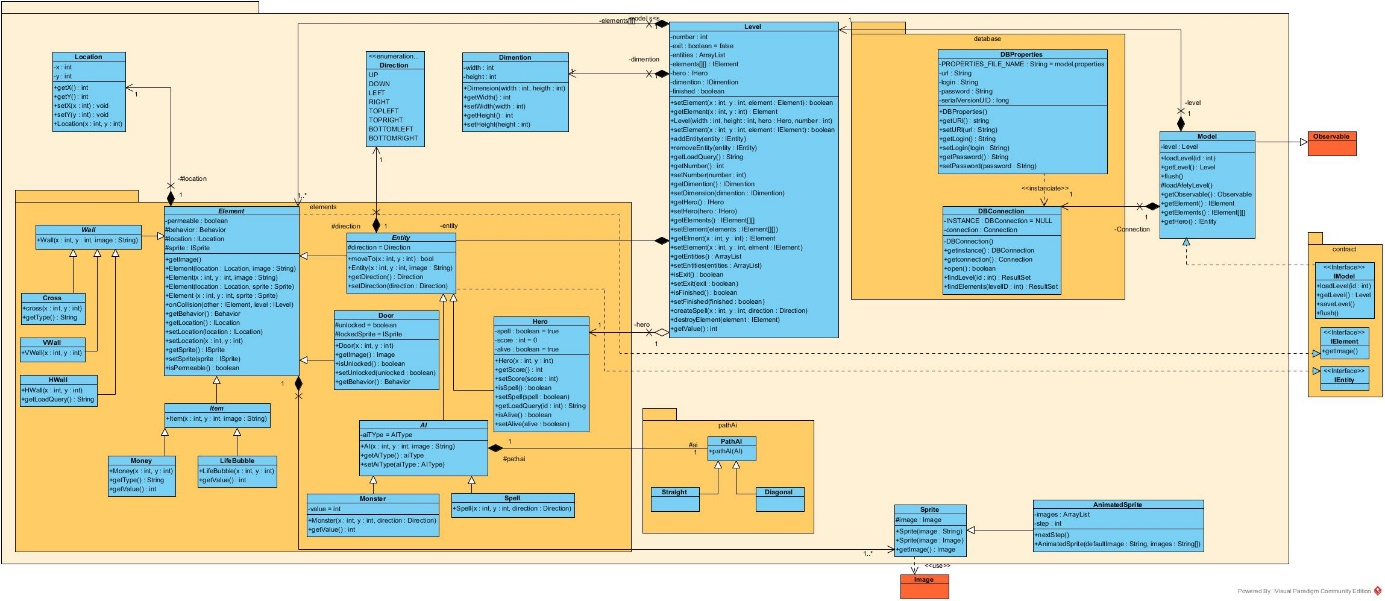 -elements[][]
Level
-number : int
-exit : boolean = false
-entities : ArrayList
-elements[][] : IElement
-hero : IHero
-dimention : IDimention
-finished : boolean
+setElement(x : int, y : int, element : Element) : boolean
+getElement(x : int, y : int) : Element
+Level(width : int, height : int, hero : Hero, number : int)
+setElement(x : int, y : int, element : IElement) : boolean
+addEntity(entity : IEntity)
+removeEntity(entity : IEntity)
+getLoadQuery() : String
+getNumber() : int
+setNumber(number : int)
+getDimention() : IDimention
+setDimension(dimention : IDimention)
+getHero() : IHero
+setHero(hero : IHero)
+getElements() : IElement[][]
+setElement(elements : IElement[][])
+getElment(x : int, y : int) : IElement
+setElement(x : int, y : int, elment : IElement)
+getEntities() : ArrayList
+setEntities(entities : ArrayList)
+isExit() : boolean
+setExit(exit : boolean)
+isFinished() : boolean
+setFinished(finished : boolean)
+createSpell(x : int, y : int, direction : Direction)
+destroyElement(element : IElement)
+getValue() : int
Location
-x : int
-y : int
+getX() : int
+getY() : int
+setX(x : int) : void
+setY(y : int) : void
+Location(x : int, y : int)
1
-#location
1
<<enumeration..
Direction
UP
DOWN
LEFT
RIGHT
TOPLEFT
TOPRIGHT
BOTTOMLEFT
BOTTOMRIGHT
1
Dimention
-width : int
-height : int
+Dimension(width : int, heigth : int)
+getWidth() : int
+setWidth(width : int)
+getHeight() : int
+setHeight(height : int)
-dimention
1
1
database
DBProperties
-PROPERTIES_FILE_NAME : String = model.properties
-url : String
-login : String
-password : String
-serialVersionUID : long
+DBProperties()
+getURl() : string
+setURl(url : String)
+getLogin() : String
+setLogin(login : String)
+getPassword() : String
+setPassword(password : String)
<<instanciate>>
1
DBConnection
-INSTANCE : DBConnection = NULL
-connection : Connection
-DBConnection()
+getinstance() : DBConnection
+getconnection() : Connection
+open() : boolean
+findLevel(id : int) : ResultSet
+findElements(levelID : int) : ResultSet
-Connection
1
-level
1
Model
-level : Level
+loadLevel(id : int)
+getLevel() : Level
+flush()
#loadAfetyLevel()
+getObservable() : Observable
+getElement() : IElement
+getElements() : IElement[][]
+getHero() : IHero
Observable
contract
<<Interface>>
IModel
+loadLevel(id : int)
+getLevel() : Level
+saveLevel()
+flush()
<<Interface>>
IElement
+getImage()
<<Interface>>
IEntity
1..*
elements
Element
-permeable : boolean
#behavior : Behavior
#location : ILocation
#sprite : ISprite
+getImage()
+Element(location : Location, image : String)
+Element(x : int, y : int, image : String)
+Element(location : Location, sprite : Sprite)
+Element (x : int, y : int, sprite : Sprite)
+onCollision(other : IElement, level : ILevel)
+getBehavior() : Behavior
+getLocation() : ILocation
+setLocation(location : ILocation)
+setLocation(x : int, y : int)
+getSprite() : ISprite
+setSprite(sprite : ISprite)
+isPermeable() : boolean
Wall
+Wall(x : int, y : int, image : String)
Cross
+cross(x : int, y : int)
+getType() : String
VWall
+VWall(x : int, y : int)
HWall
+HWall(x : int, y : int)
+getLoadQuery() : String
Item
+Item(x : int, y : int, image : String)
Money
+Money(x : int, y : int)
+getType() : String
+getValue() : int
LifeBubble
+LifeBubble(x : int, y : int)
+getValue() : int
#direction
1
-entity
Entity
#direction = Direction
+moveTo(x : int, y : int) : bool
+Entity(x : int, y : int, image : String)
+getDirection() : Direction
+setDirection(direction : Direction)
Door
#unlocked = boolean
#lockedSprite = ISprite
+Door(x : int, y : int)
+getImage() : Image
+isUnlocked() : boolean
+setUnlocked(unlocked : boolean)
+getBehavior() : Behavior
Hero
-spell : boolean = true
-score : int = 0
-alive : boolean = true
+Hero(x : int, y : int)
+getScore() : int
+setScore(score : int)
+isSpell() : boolean
+setSpell(spell : boolean)
+getLoadQuery(id : int) : String
+isAlive() : boolean
+setAlive(alive : boolean)
-hero
1
1
AI
-aiTYpe = AIType
+AI(x : int, y : int, image : String)
+getAiType() : aiType
+setAIType(aiType : AIType)
1
#pathai
#ai
1
Monster
-value = int
+Monster(x : int, y : int, direction : Direction)
+getValue() : int
Spell
+Spell(x : int, y : int, direction : Direction)
pathAi
PathAI
+pathAI(AI)
Straight
Diagonal
1
1..*
Sprite
#image : Image
+Sprite(image : String)
+Sprite(image : Image)
+getImage() : Image
AnimatedSprite
-images : ArrayList
-step : int
+nextStep()
+AnimatedSprite(defaultImage : String, images : String[])
<<use>>
Image
Powered By Visual Paradigm Community Edition